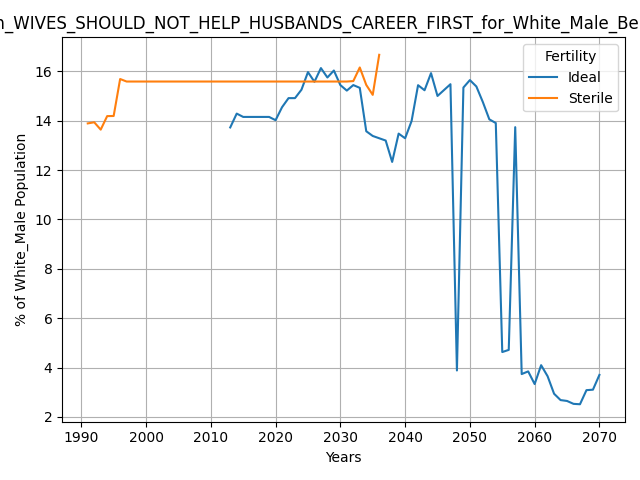 WIVES_SHOULD_NOT_HELP_HUSBANDS_CAREER_FIRST_for_White_Male_Be
Fertility
Ideal
Sterile
% of White_Male Population
16
14
12
10
8
6
4
2
1990 2000 2010 2020 2030 2040 2050 2060 2070
Years